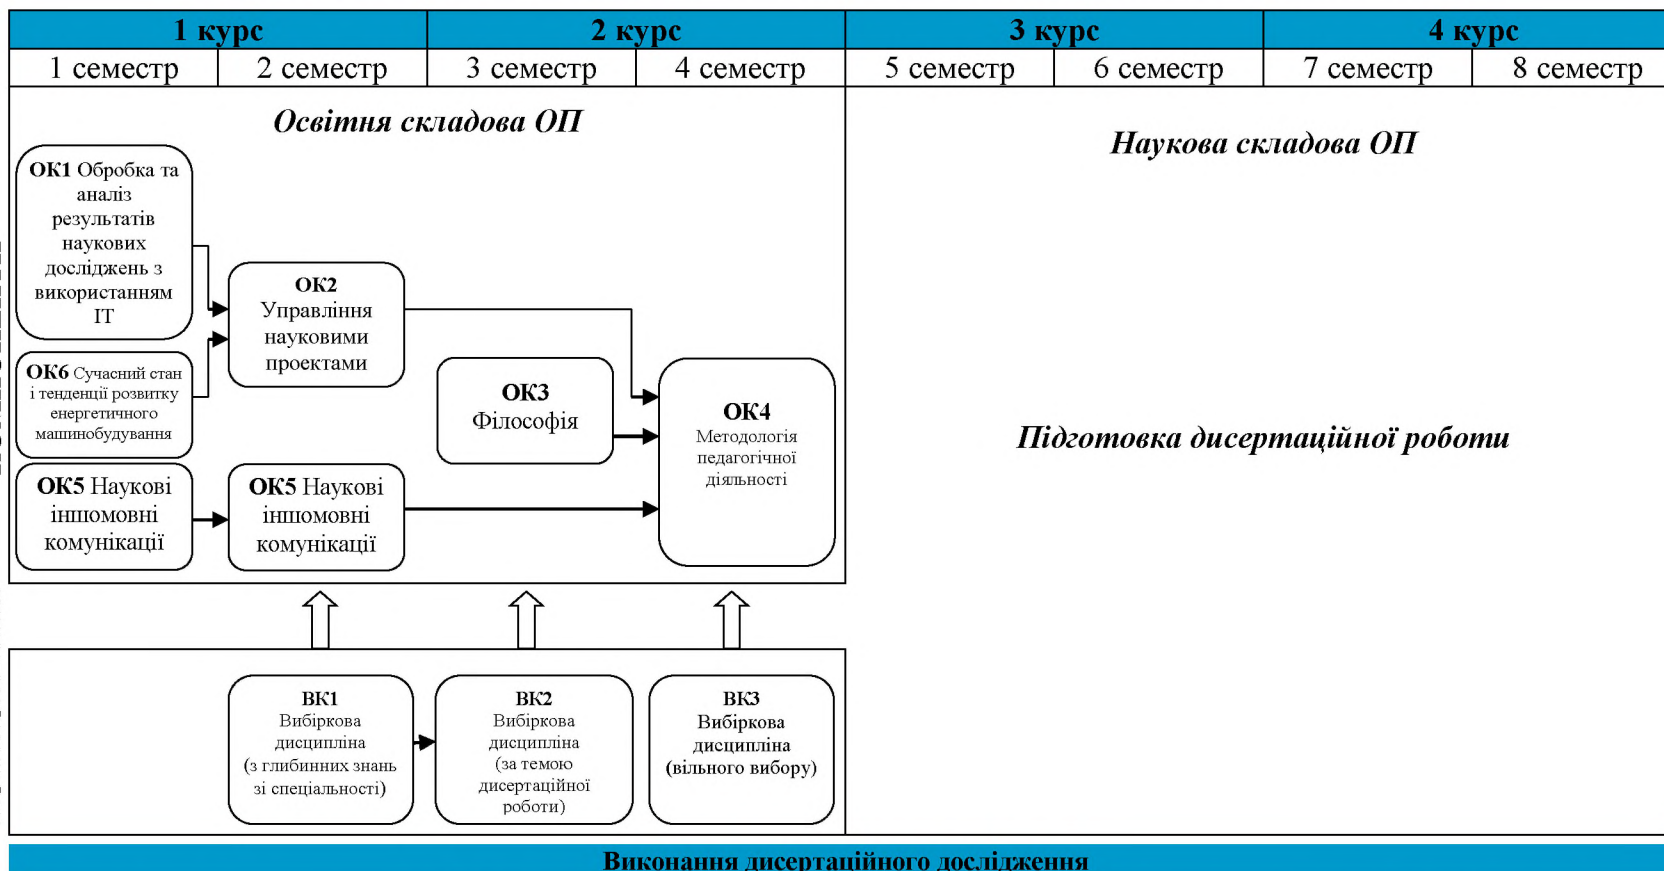 1 курс 2 курс 3 курс 4 курс
1 семестр 2 семестр 3 семестр 4 семестр 5 семестр 6 семестр 7 семестр 8 семестр
Освітня складова ОП
Наукова складова ОП
ОК1 Обробка та
аналіз
результатів
наукових
досліджень з
використанням
ІТ
ОК6 Сучасний стан
і тенденції розвитку
енергетичного
машинобудування
ОК5 Наукові
іншомовні
комунікації
ОК2
Управління
науковими
проектами
ОК5 Наукові
іншомовні
комунікації
ОК3
Філософія
ОК4
Методологія
педагогічної
діяльності
Підготовка дисертаційної роботи
ВК1
Вибіркова
дисципліна
(з глибинних знань
зі спеціальності)
ВК2
Вибіркова
дисципліна
(за темою
дисертаційної
роботи)
ВК3
Вибіркова
дисципліна
(вільного вибору)
Виконання дисертаційного дослідження